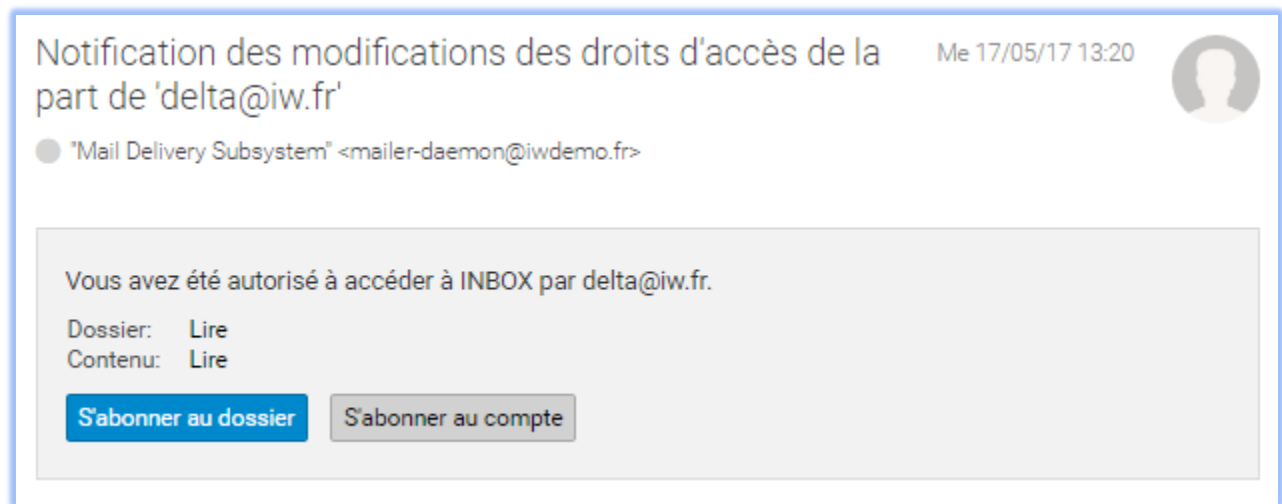 Notification des modifications des droits d'accès de la
part de 'delta@iw.fr'
Me 17/05/17 13:20
"Mail Delivery Subsystem" <mailer-daemon@iwdemo.fr>
Vous avez été autorisé à accéder à INBOX par delta@iw.fr.
Dossier: Lire
Contenu: Lire
S'abonner au dossier
S'abonner au compte